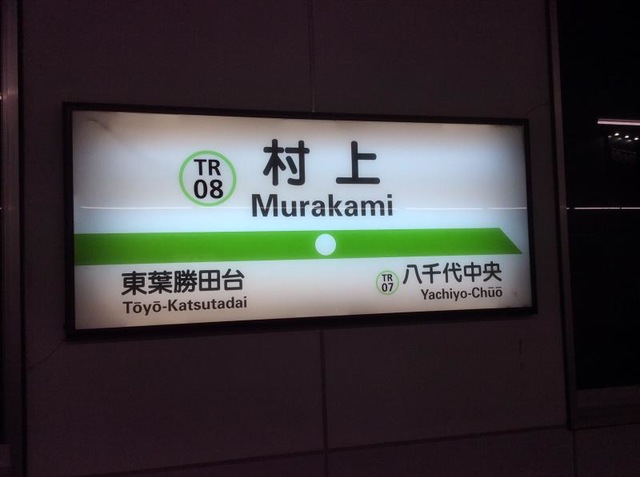 TR
08
村上
Murakami
東葉勝田台
Tōyō-Katsutadai
TR
07
八千代中央
Yachiyo-Chūō